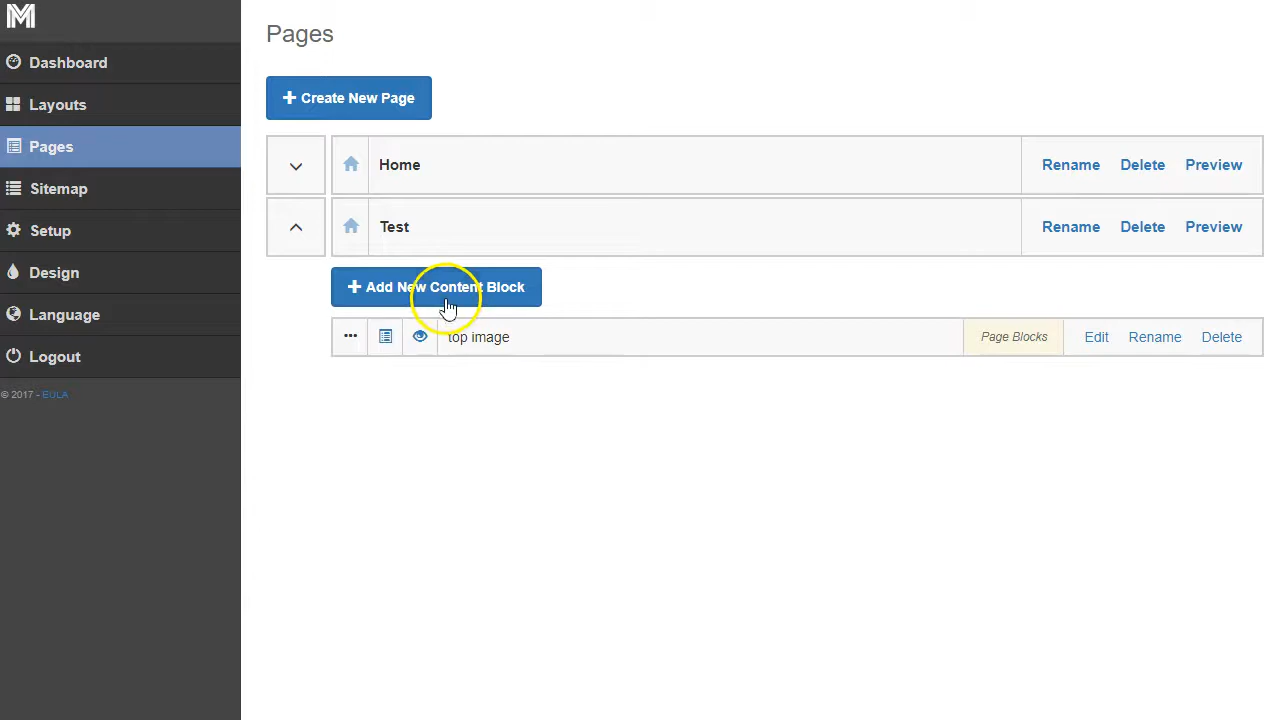 M
Dashboard
Layouts
Pages
Sitemap
Setup
Design
Language
Logout
© 2017 - EULA
Pages
Create New Page
Home Rename Delete Preview
Test Rename Delete Preview
Add New Content Block
top image Page Blocks Edit Rename Delete